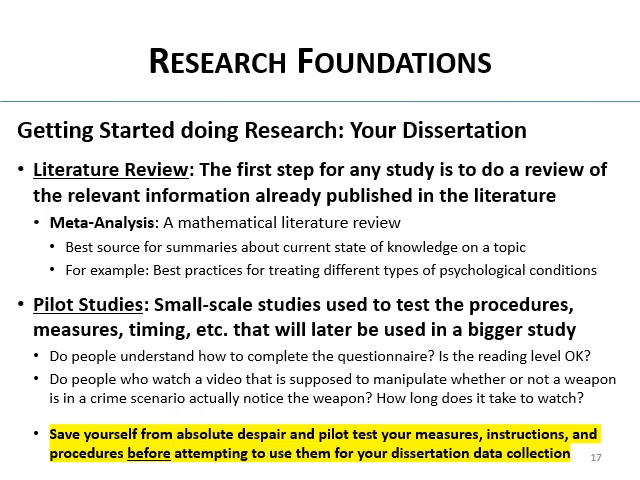 RESEARCH FOUNDATIONS
Getting Started doing Research: Your Dissertation
• Literature Review: The first step for any study is to do a review of
the relevant information already published in the literature
• Meta-Analysis: A mathematical literature review
• Best source for summaries about current state of knowledge on a topic
• For example: Best practices for treating different types of psychological conditions
• Pilot Studies: Small-scale studies used to test the procedures,
measures, timing, etc. that will later be used in a bigger study
• Do people understand how to complete the questionnaire? Is the reading level OK?
• Do people who watch a video that is supposed to manipulate whether or not a weapon
is in a crime scenario actually notice the weapon? How long does it take to watch?
• Save yourself from absolute despair and pilot test your measures, instructions, and
procedures before attempting to use them for your dissertation data collection
17